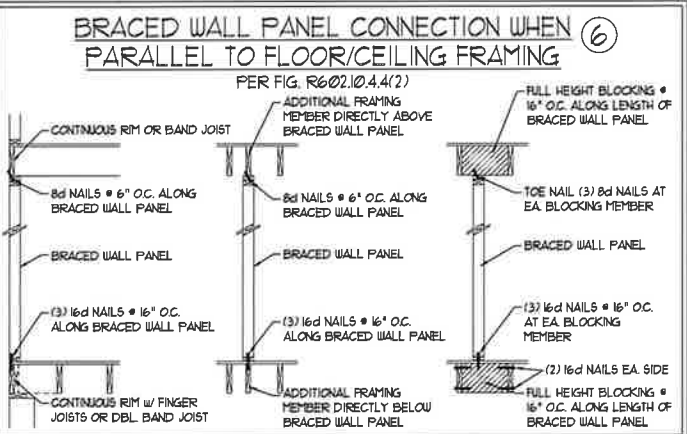 BRACED WALL PANEL CONNECTION WHEN
PARALLEL TO FLOOR/CEILING FRAMING
6
PER FIG. R602.10.4.4(2)
CONTINUOUS RIM OR BAND JOIST
8d NAILS @ 6" O.C. ALONG
BRACED WALL PANEL
BRACED WALL PANEL
(3) 16d NAILS @ 16" O.C.
ALONG BRACED WALL PANEL
CONTINUOUS RIM w/ FINGER
JOISTS OR DBL. BAND JOIST
ADDITIONAL FRAMING
MEMBER DIRECTLY ABOVE
BRACED WALL PANEL
8d NAILS @ 6" O.C. ALONG
BRACED WALL PANEL
BRACED WALL PANEL
(3) 16d NAILS @ 16" O.C.
ALONG BRACED WALL PANEL
ADDITIONAL FRAMING
MEMBER DIRECTLY BELOW
BRACED WALL PANEL
FULL HEIGHT BLOCKING @
16" O.C. ALONG LENGTH OF
BRACED WALL PANEL
TOE NAIL (3) 8d NAILS AT
EA. BLOCKING MEMBER
BRACED WALL PANEL
(3) 16d NAILS @ 16" O.C.
AT EA. BLOCKING
MEMBER
(2) 16d NAILS EA. SIDE
FULL HEIGHT BLOCKING @
16" O.C. ALONG LENGTH OF
BRACED WALL PANEL